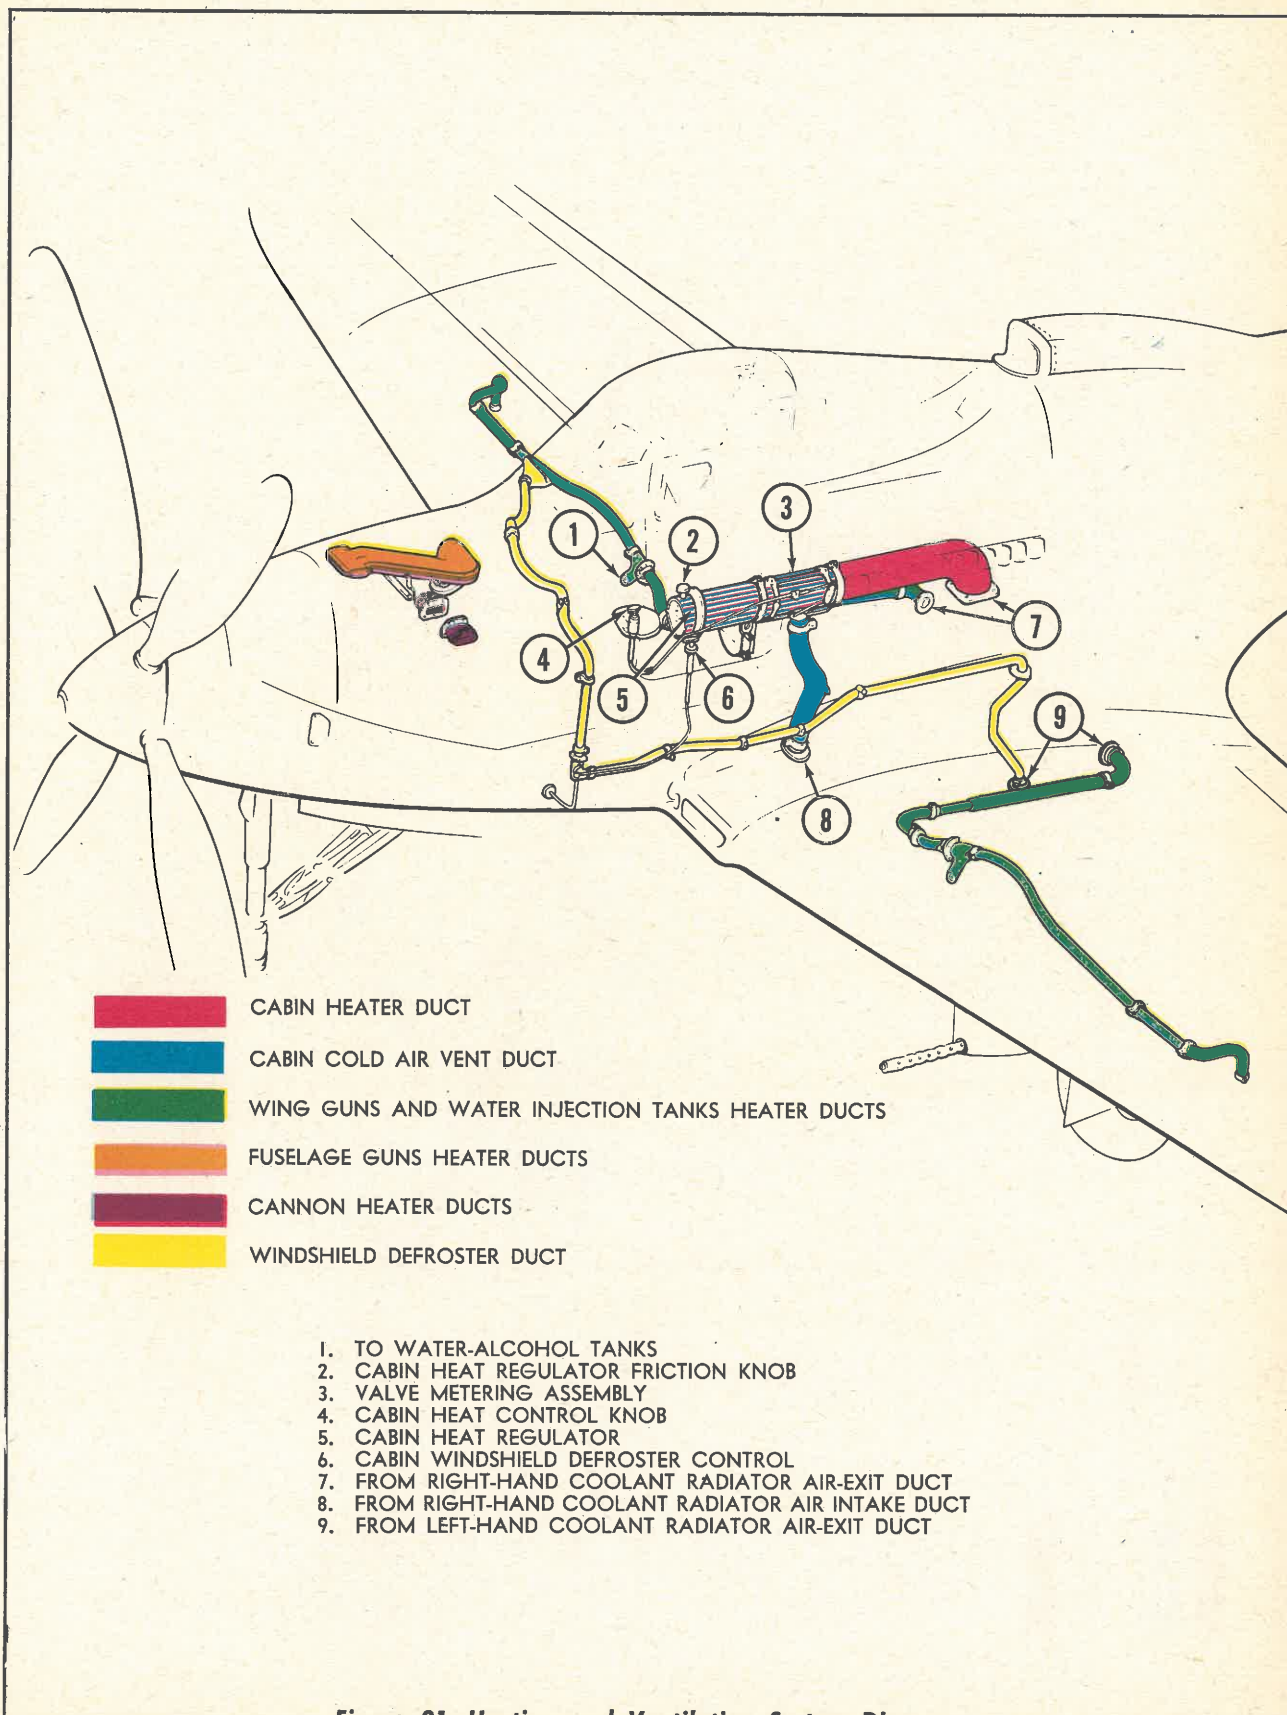 1
2
3
4
5
6
7
8
9
CABIN HEATER DUCT
CABIN COLD AIR VENT DUCT
WING GUNS AND WATER INJECTION TANKS HEATER DUCTS
FUSELAGE GUNS HEATER DUCTS
CANNON HEATER DUCTS
WINDSHIELD DEFROSTER DUCT
1. TO WATER-ALCOHOL TANKS
2. CABIN HEAT REGULATOR FRICTION KNOB
3. VALVE METERING ASSEMBLY
4. CABIN HEAT CONTROL KNOB
5. CABIN HEAT REGULATOR
6. CABIN WINDSHIELD DEFROSTER CONTROL
7. FROM RIGHT-HAND COOLANT RADIATOR AIR-EXIT DUCT
8. FROM RIGHT-HAND COOLANT RADIATOR AIR INTAKE DUCT
9. FROM LEFT-HAND COOLANT RADIATOR AIR-EXIT DUCT